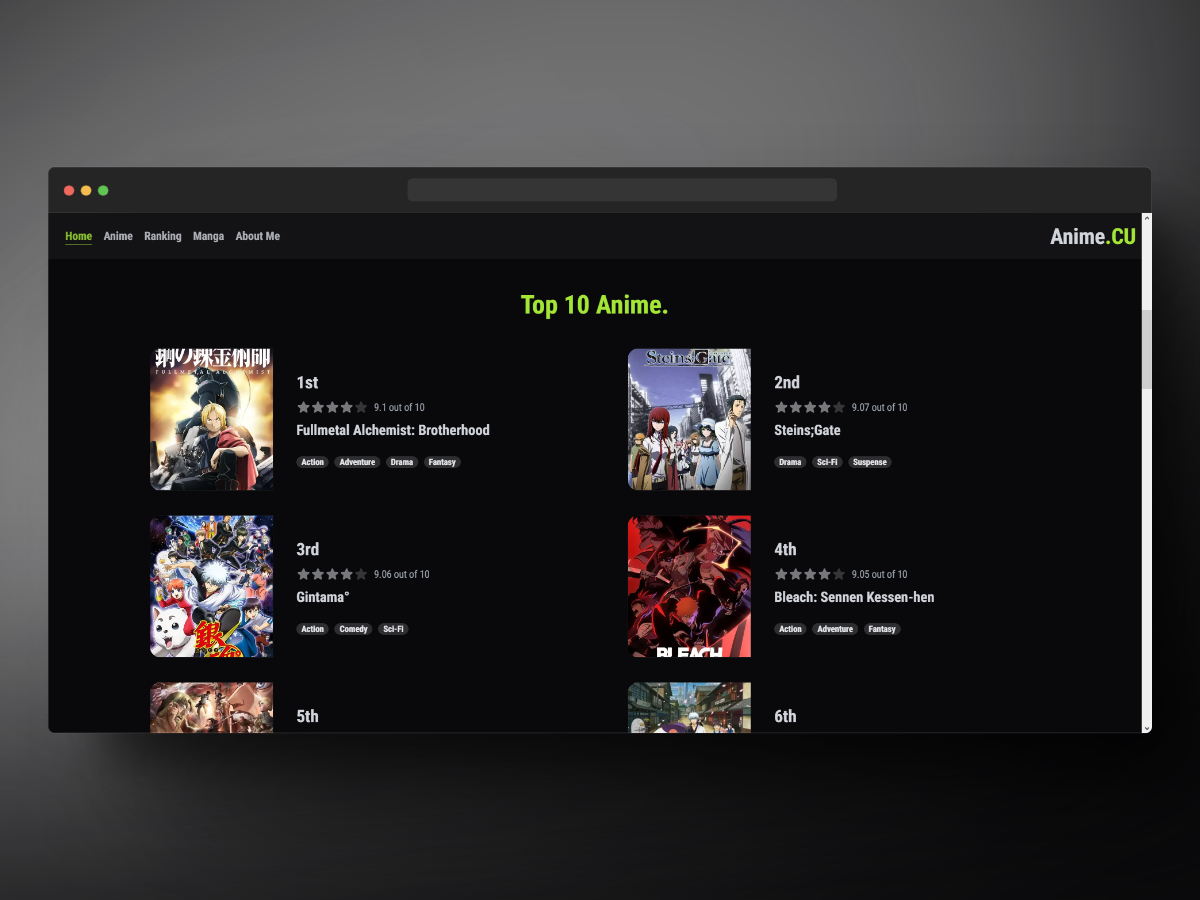 Home Anime Ranking Manga About Me
Anime.CU
Top 10 Anime.
鋼の錬金術師
FULLMETAL ALCHEMIST
1st
9.1 out of 10
Fullmetal Alchemist: Brotherhood
Action Adventure Drama Fantasy
Steins;Gate
2nd
9.07 out of 10
Steins;Gate
Drama Sci-Fi Suspense
3rd
9.06 out of 10
Gintama°
Action Comedy Sci-Fi
銀
BLEACH
4th
9.05 out of 10
Bleach: Sennen Kessen-hen
Action Adventure Fantasy
5th
6th